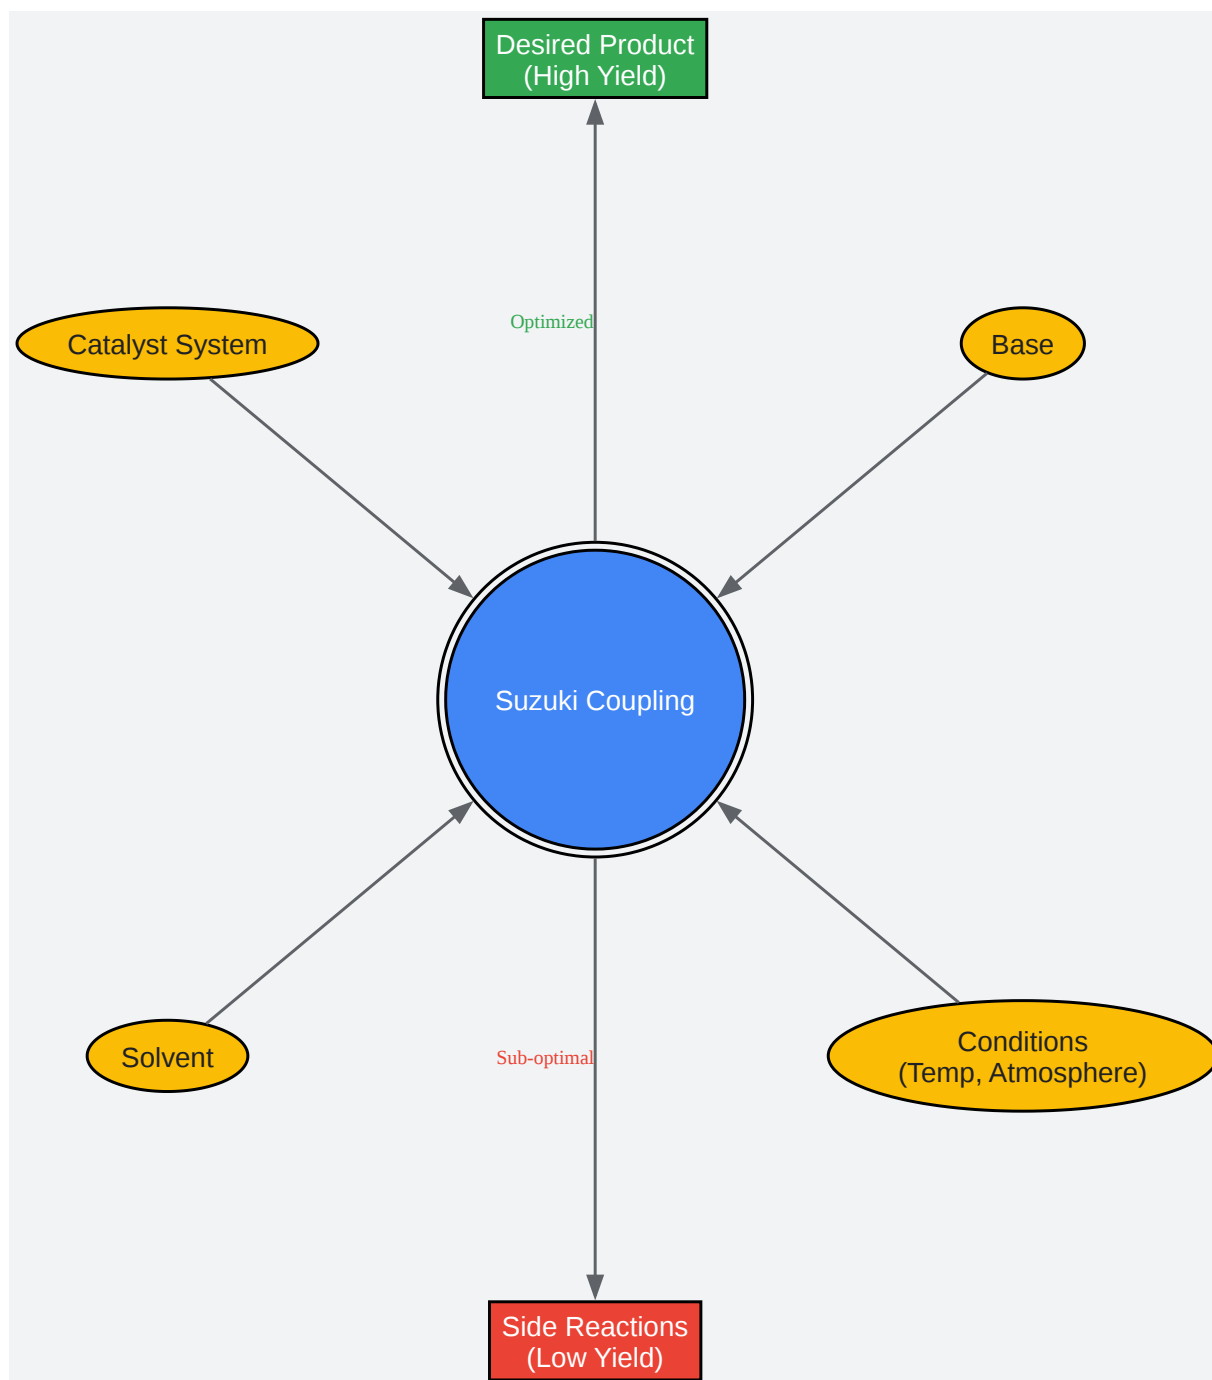 Desired Product
(High Yield)
Optimized
Catalyst System
Base
Suzuki Coupling
Solvent
Sub-optimal
Conditions
(Temp, Atmosphere)
Side Reactions
(Low Yield)